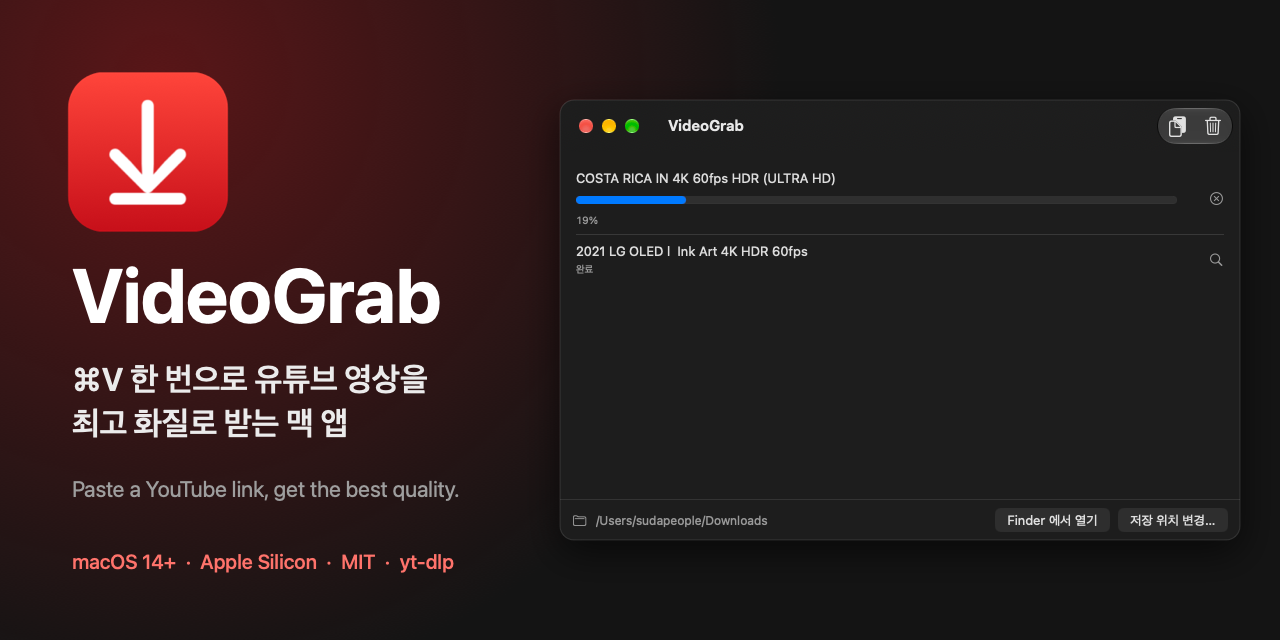 VideoGrab
⌘V 한 번으로 유튜브 영상을
최고 화질로 받는 맥 앱
Paste a YouTube link, get the best quality.
macOS 14+ · Apple Silicon · MIT · yt-dlp
VideoGrab
COSTA RICA IN 4K 60fps HDR (ULTRA HD)
19%
2021 LG OLED l Ink Art 4K HDR 60fps
완료
/Users/sudapeople/Downloads
Finder 에서 열기
저장 위치 변경...